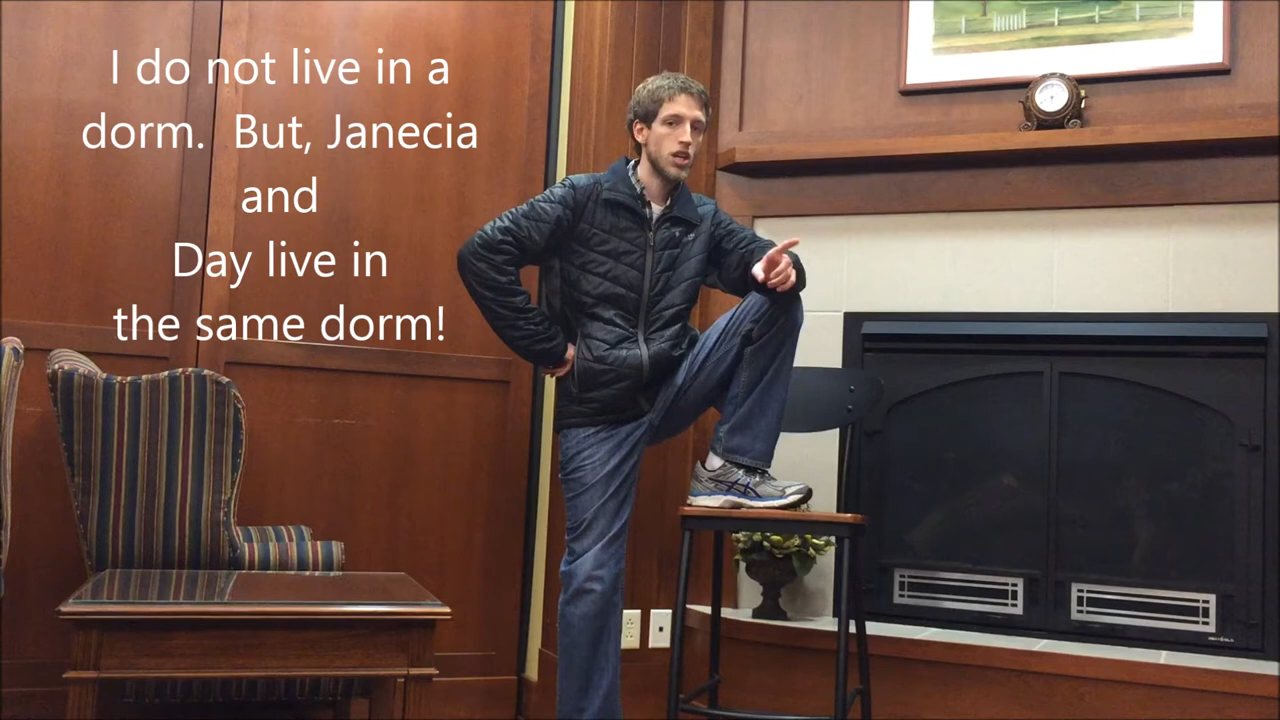 I do not live in a
dorm.  But, Janecia
and
Day live in
the same dorm!